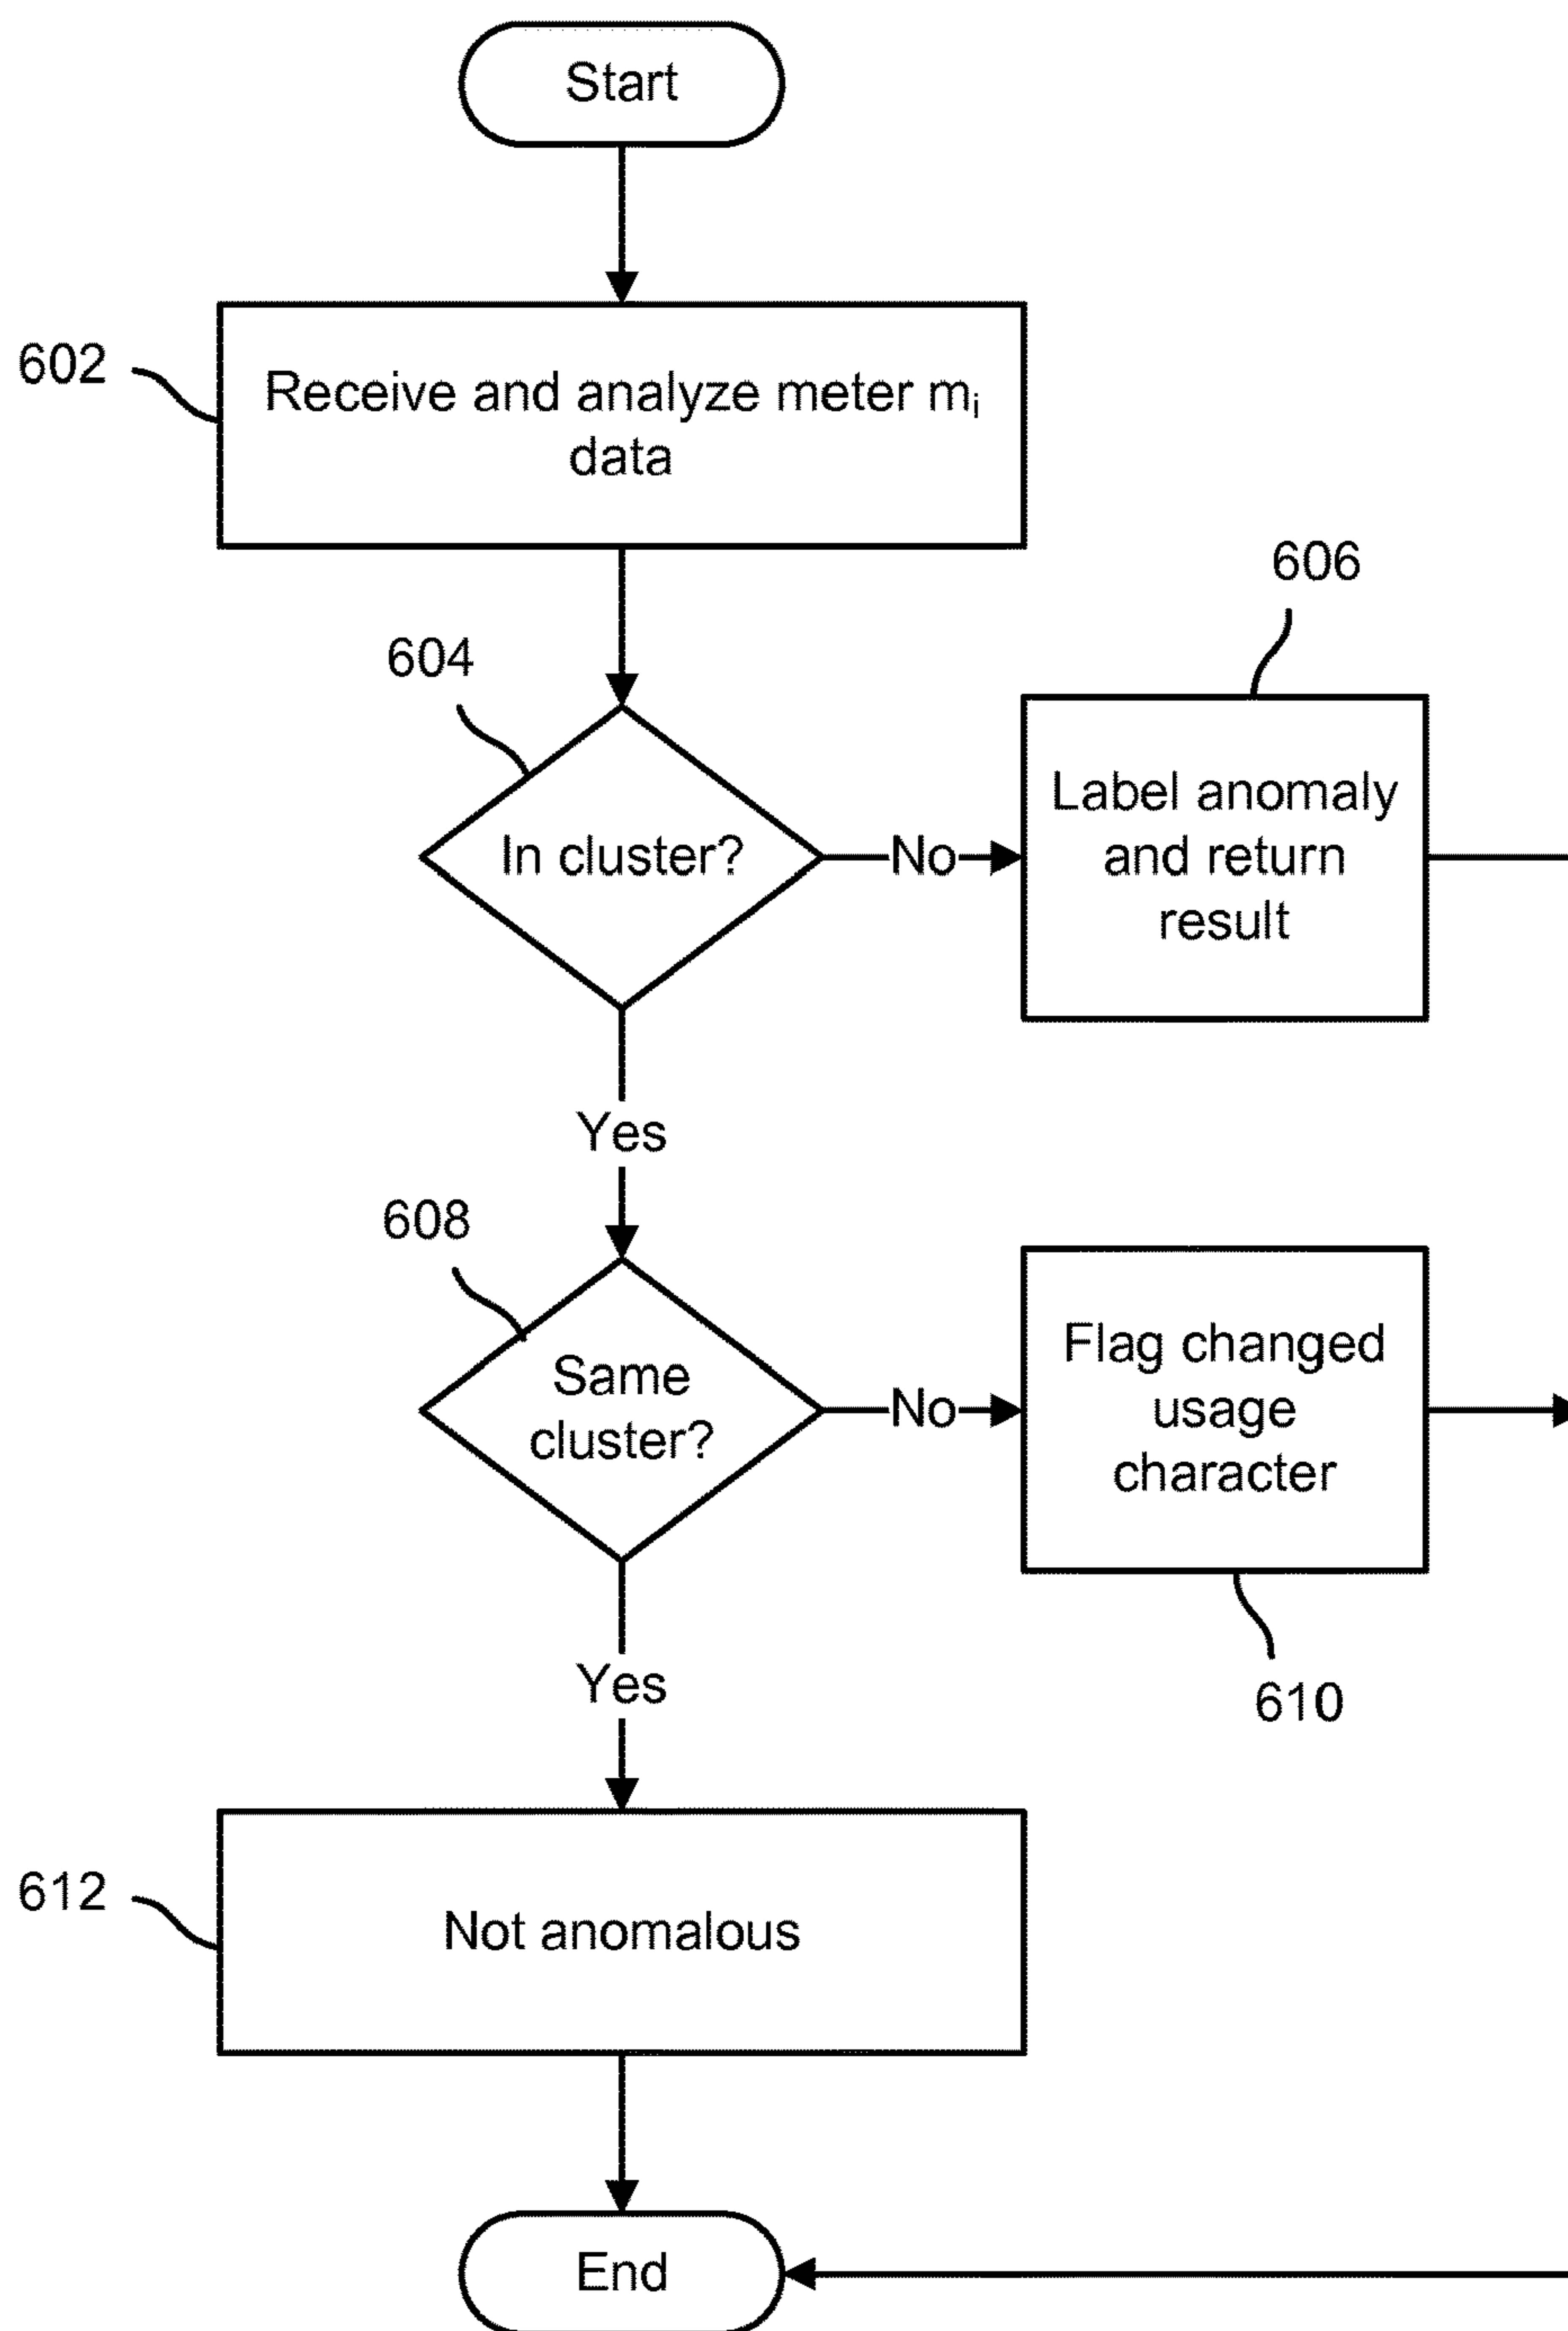 Start
602
Receive and analyze meter mi
data
604
606
In cluster?
No
Label anomaly
and return
result
Yes
608
Same
cluster?
No
Flag changed
usage
character
610
Yes
612
Not anomalous
End